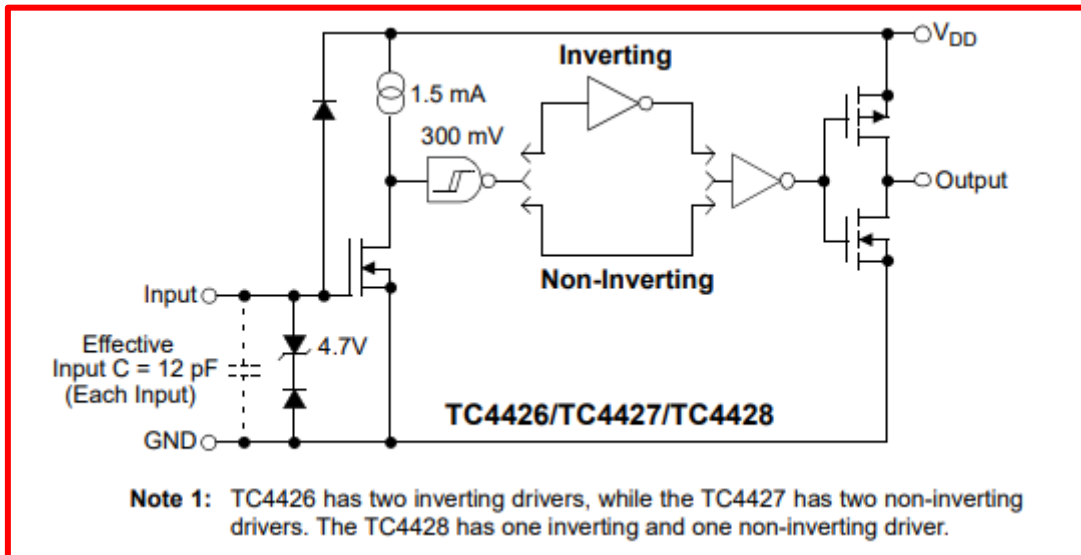 VDD
Inverting
1.5 mA
300 mV
Output
Non-Inverting
Input
Effective
Input C = 12 pF
(Each Input)
4.7V
TC4426/TC4427/TC4428
GND
Note 1: TC4426 has two inverting drivers, while the TC4427 has two non-inverting
drivers. The TC4428 has one inverting and one non-inverting driver.